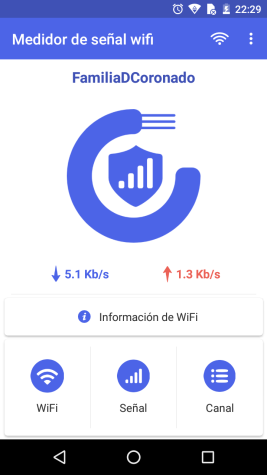 22:29
Medidor de señal wifi
FamiliaDCoronado
5.1 Kb/s 1.3 Kb/s
Información de WiFi
WiFi Señal Canal